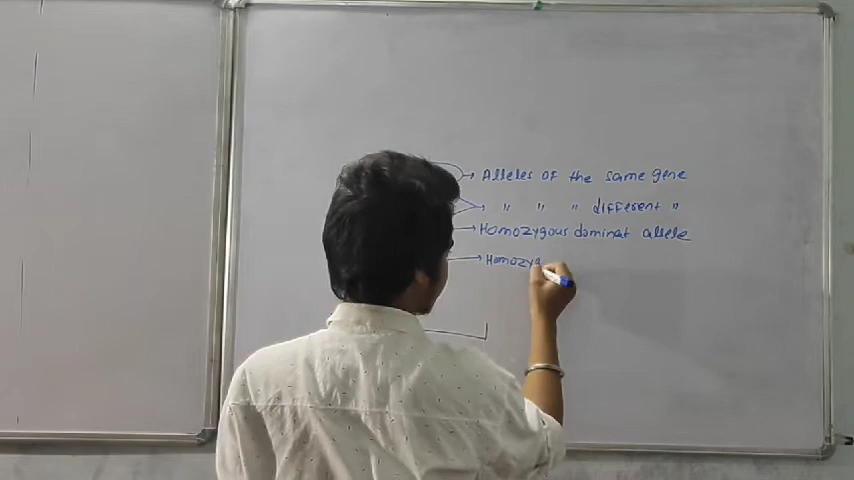 Alleles of the same gene
" " " different "
Homozygous dominat allele
Homozyg